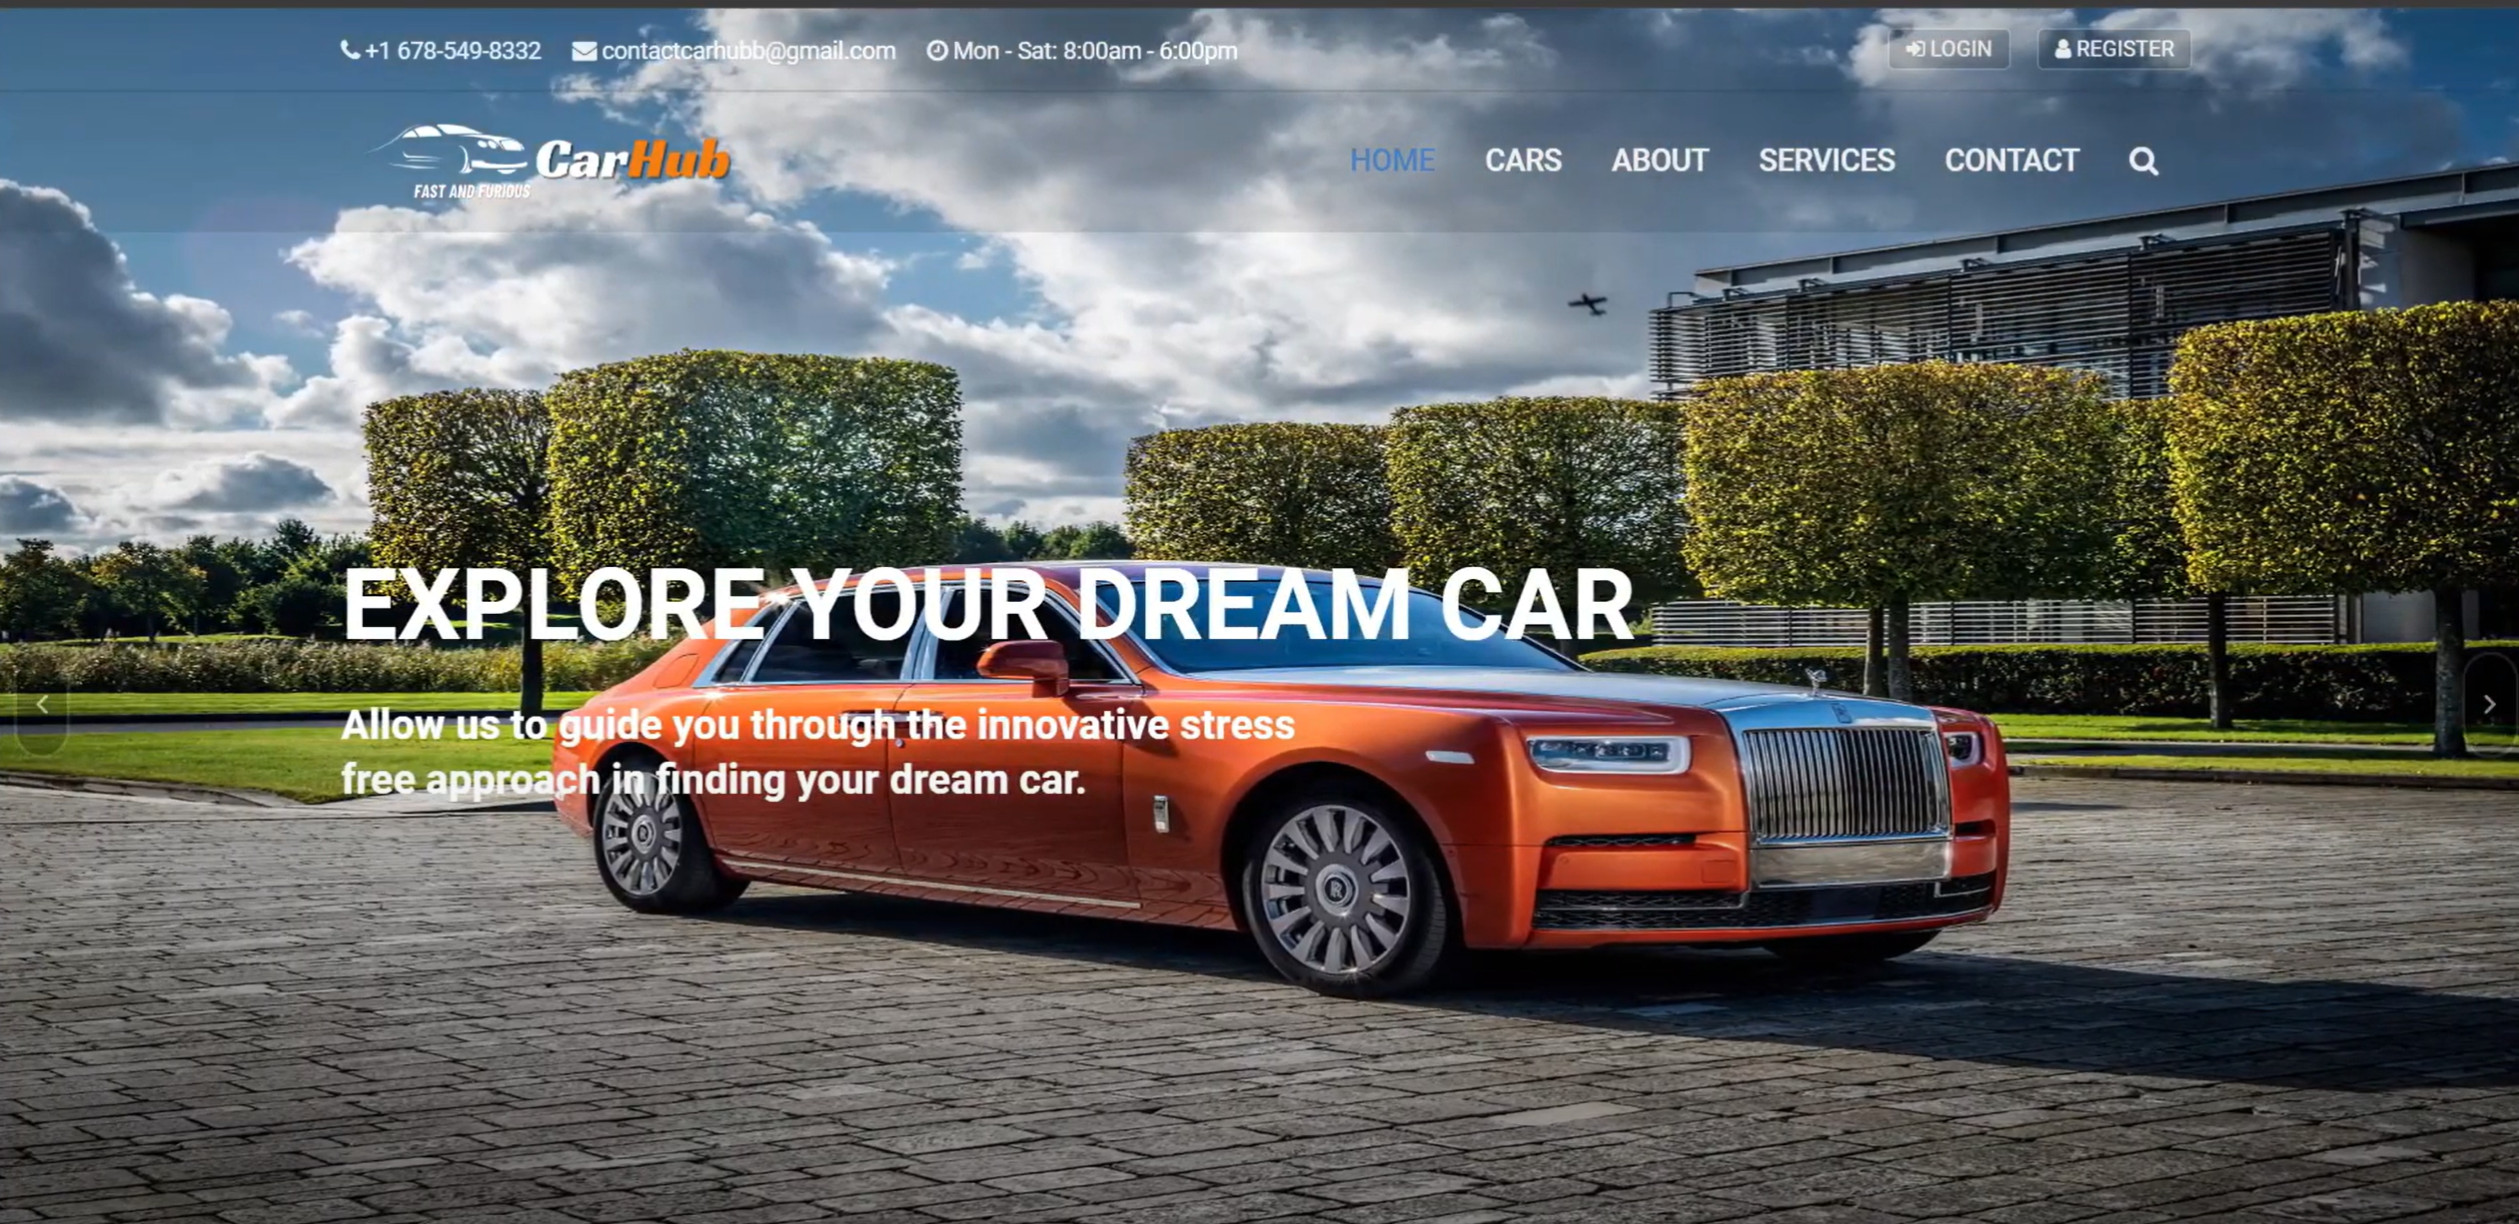 +1 678-549-8332 contactcarhubb@gmail.com Mon - Sat: 8:00am - 6:00pm LOGIN REGISTER
CarHub
FAST AND FURIOUS
HOME CARS ABOUT SERVICES CONTACT
EXPLORE YOUR DREAM CAR
Allow us to guide you through the innovative stress
free approach in finding your dream car.